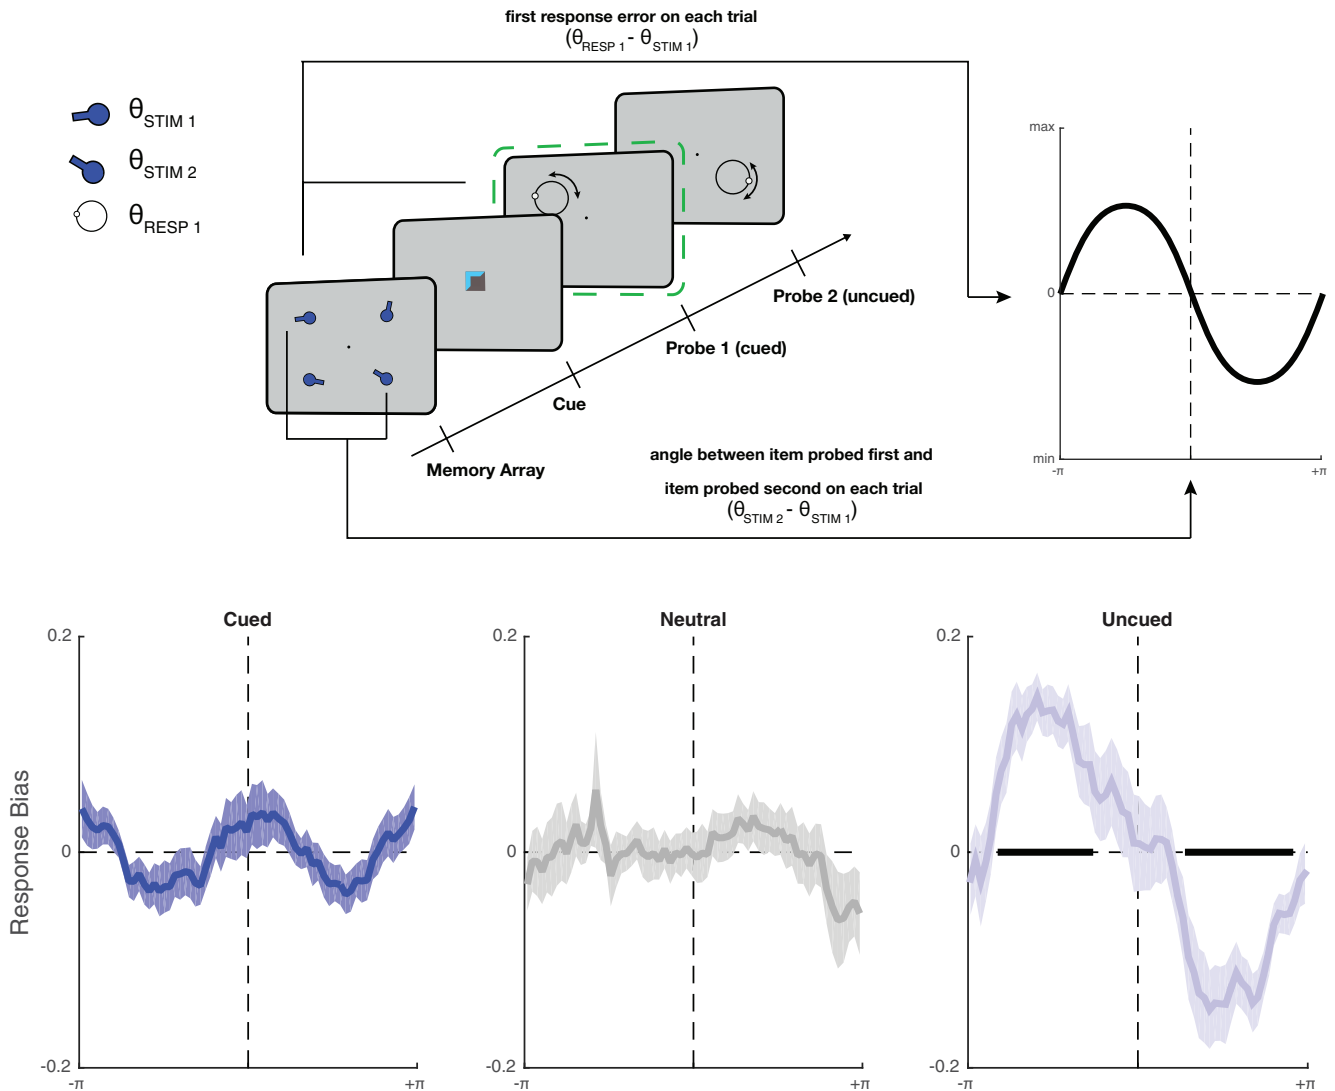 first response error on each trial
(θRESP 1 - θSTIM 1)
θSTIM 1
θSTIM 2
θRESP 1
Probe 2 (uncued)
Probe 1 (cued)
Cue
Memory Array
angle between item probed first and
item probed second on each trial
(θSTIM 2 - θSTIM 1)
max
0
min
-π
+π
Cued
Neutral
Uncued
Response Bias
0.2
0
-0.2
-π
+π
0.2
0
-0.2
-π
+π
0.2
0
-0.2
-π
+π